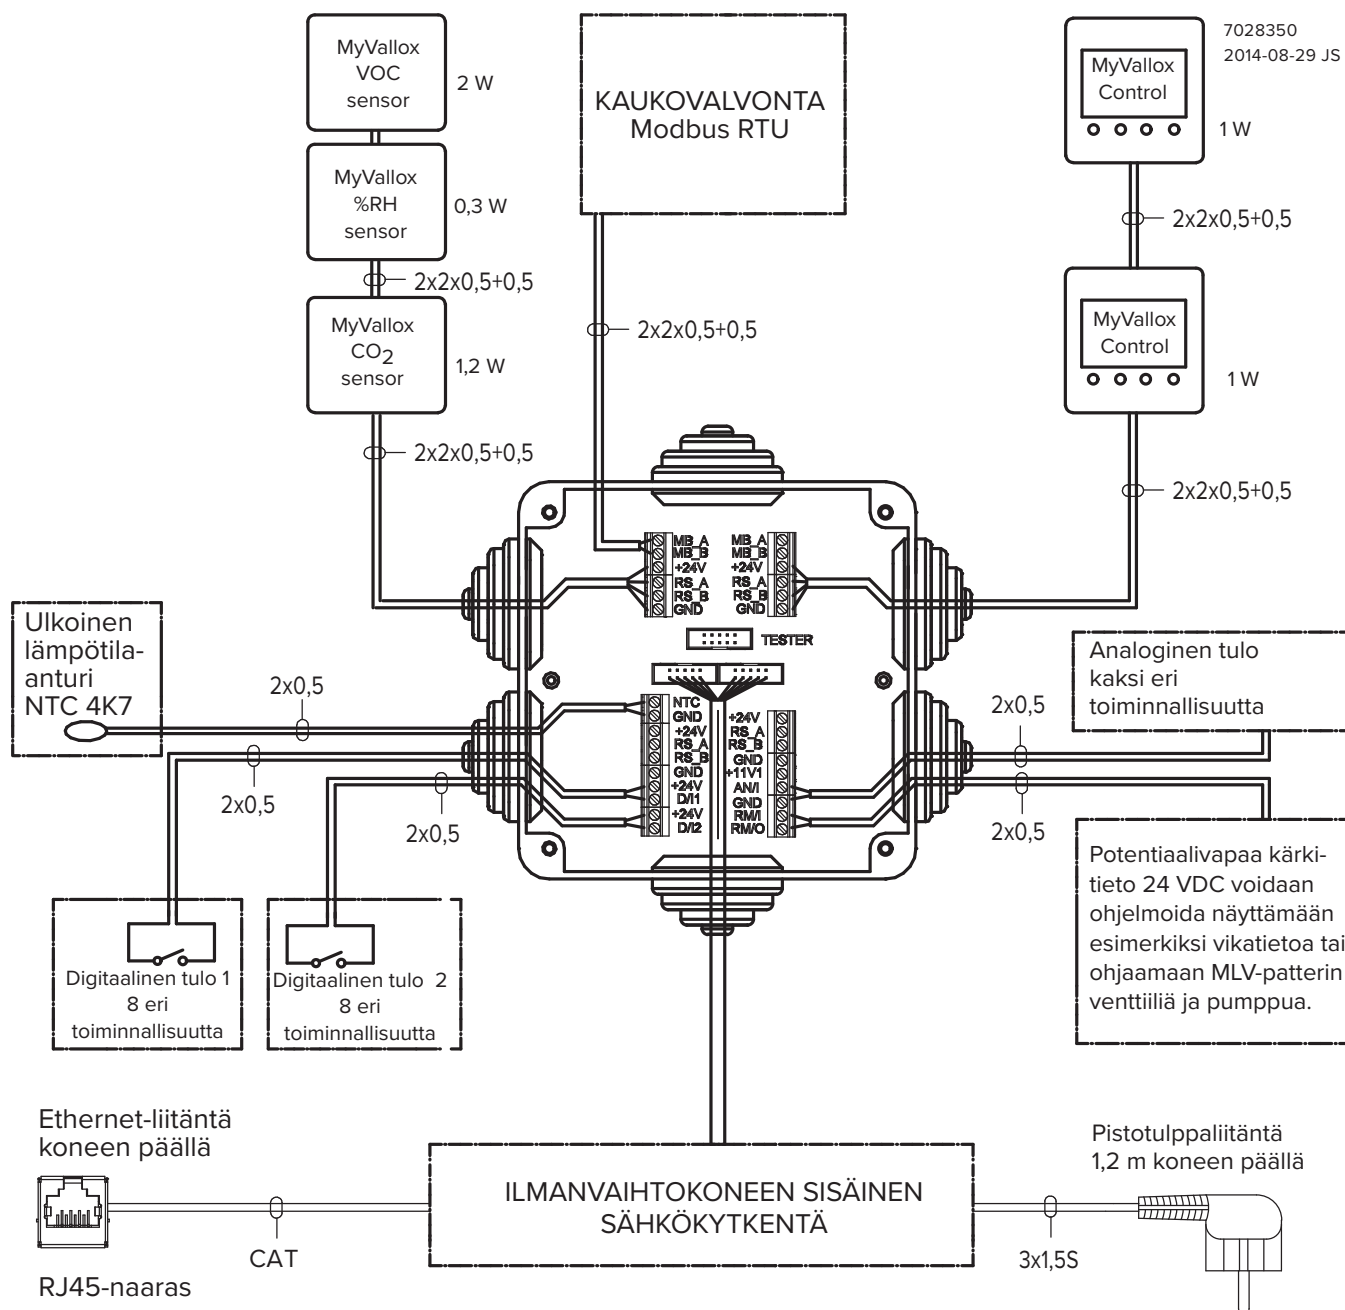 MyVallox
VOC
sensor
2 W
MyVallox
%RH
sensor
0,3 W
2x2x0,5+0,5
MyVallox
CO2
sensor
1,2 W
2x2x0,5+0,5
KAUKOVALVONTA
Modbus RTU
2x2x0,5+0,5
7028350
2014-08-29 JS
MyVallox
Control
1 W
2x2x0,5+0,5
MyVallox
Control
1 W
2x2x0,5+0,5
MB_A
MB_B
+24V
RS_A
RS_B
GND
MB_A
MB_B
+24V
RS_A
RS_B
GND
TESTER
NTC
GND
+24V
RS_A
RS_B
GND
+24V
D/I1
+24V
D/I2
+24V
RS_A
RS_B
GND
+11V1
AN/I
GND
RM/I
RM/O
Ulkoinen
lämpötila-
anturi
NTC 4K7
2x0,5
2x0,5
2x0,5
Analoginen tulo
kaksi eri
toiminnallisuutta
2x0,5
2x0,5
Potentiaalivapaa kärki-
tieto 24 VDC voidaan
ohjelmoida näyttämään
esimerkiksi vikatietoa tai
ohjaamaan MLV-patterin
venttiiliä ja pumppua.
Digitaalinen tulo 1
8 eri
toiminnallisuutta
Digitaalinen tulo 2
8 eri
toiminnallisuutta
Ethernet-liitäntä
koneen päällä
RJ45-naaras
CAT
ILMANVAIHTOKONEEN SISÄINEN
SÄHKÖKYTKENTÄ
3x1,5S
Pistotulppaliitäntä
1,2 m koneen päällä